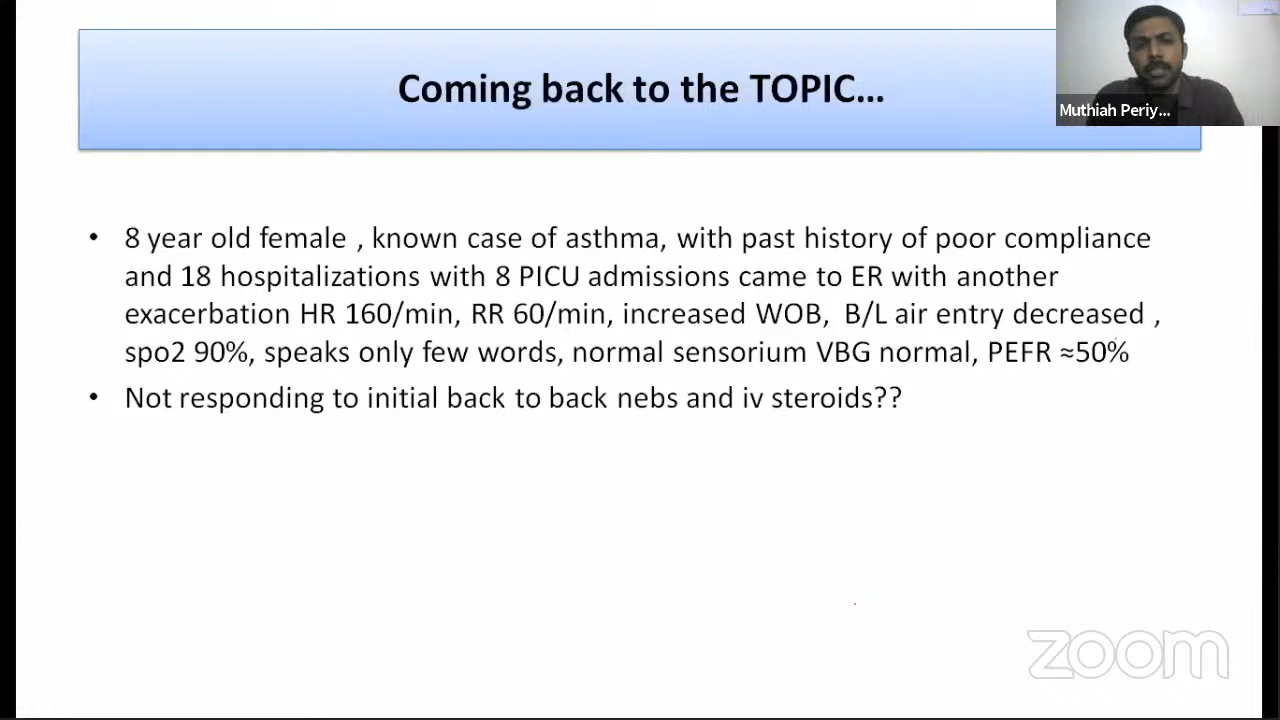 Coming back to the TOPIC...
Muthiah Periy...
• 8 year old female , known case of asthma, with past history of poor compliance
and 18 hospitalizations with 8 PICU admissions came to ER with another
exacerbation HR 160/min, RR 60/min, increased WOB, B/L air entry decreased ,
spo2 90%, speaks only few words, normal sensorium VBG normal, PEFR ≈50%
• Not responding to initial back to back nebs and iv steroids??
zoom